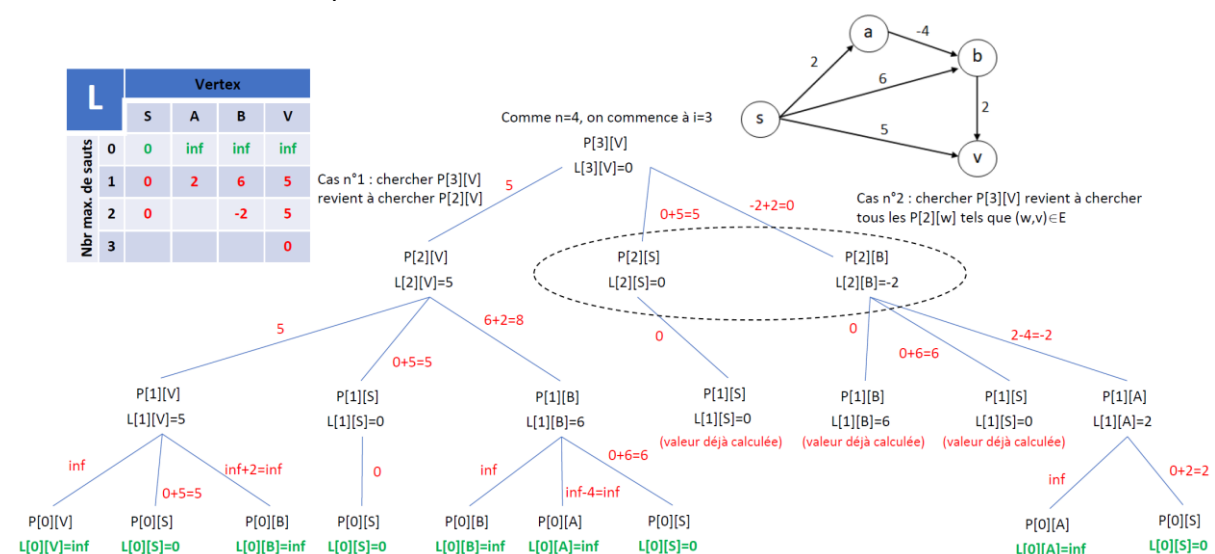 L
Vertex
S A B V
Nbr max. de sauts
0 0 inf inf inf
1 0 2 6 5
2 0 -2 5
3 0
a
-4
b
2
6
s
5
2
v
Comme n=4, on commence à i=3
P[3][V]
L[3][V]=0
Cas n°1 : chercher P[3][V]
revient à chercher P[2][V]
5
0+5=5
-2+2=0
Cas n°2 : chercher P[3][V] revient à chercher
tous les P[2][w] tels que (w,v)∈E
P[2][V] P[2][S] P[2][B]
L[2][V]=5 L[2][S]=0 L[2][B]=-2
5 0+5=5 6+2=8 0 0 0+6=6 2-4=-2
P[1][V] P[1][S] P[1][B] P[1][S] P[1][B] P[1][S] P[1][A]
L[1][V]=5 L[1][S]=0 L[1][B]=6 L[1][S]=0 L[1][B]=6 L[1][S]=0 L[1][A]=2
(valeur déjà calculée) (valeur déjà calculée) (valeur déjà calculée)
inf 0+5=5 inf+2=inf 0 inf inf-4=inf 0+6=6 inf 0+2=2
P[0][V] P[0][S] P[0][B] P[0][S] P[0][B] P[0][A] P[0][S] P[0][A] P[0][S]
L[0][V]=inf L[0][S]=0 L[0][B]=inf L[0][S]=0 L[0][B]=inf L[0][A]=inf L[0][S]=0 L[0][A]=inf L[0][S]=0